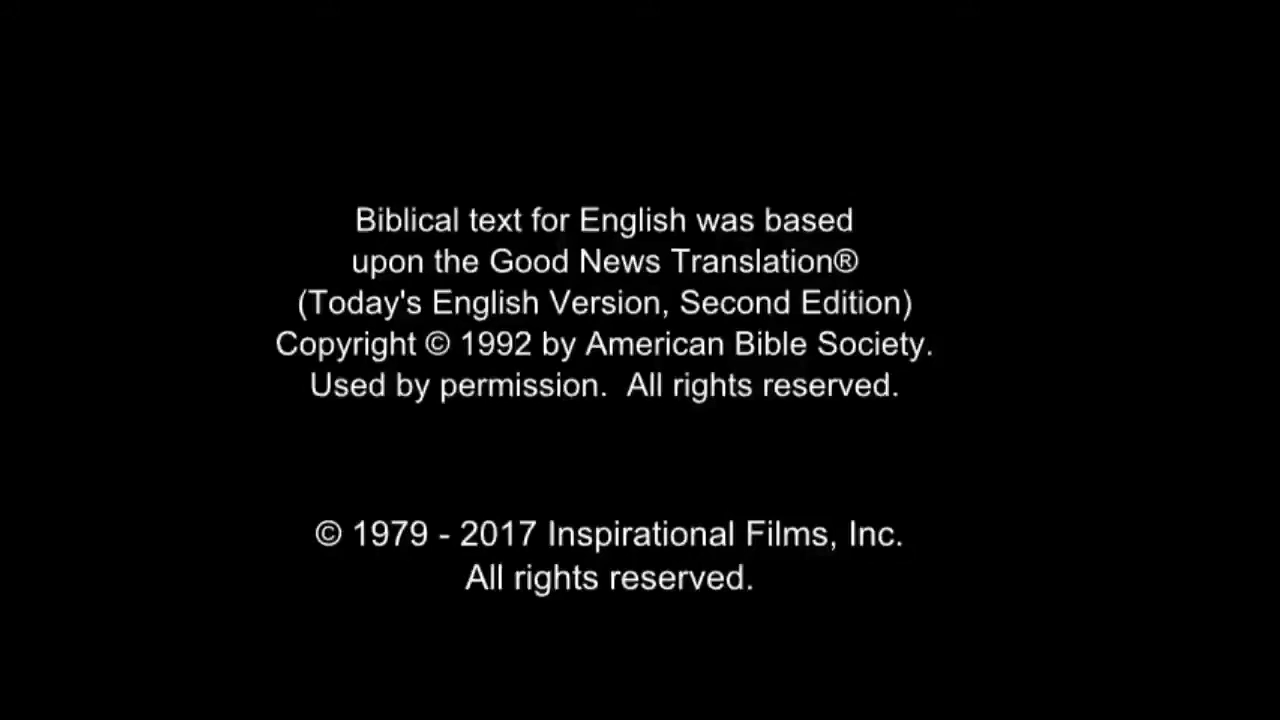 Biblical text for English was based
upon the Good News Translation®
(Today's English Version, Second Edition)
Copyright © 1992 by American Bible Society.
Used by permission.  All rights reserved.
© 1979 - 2017 Inspirational Films, Inc.
All rights reserved.